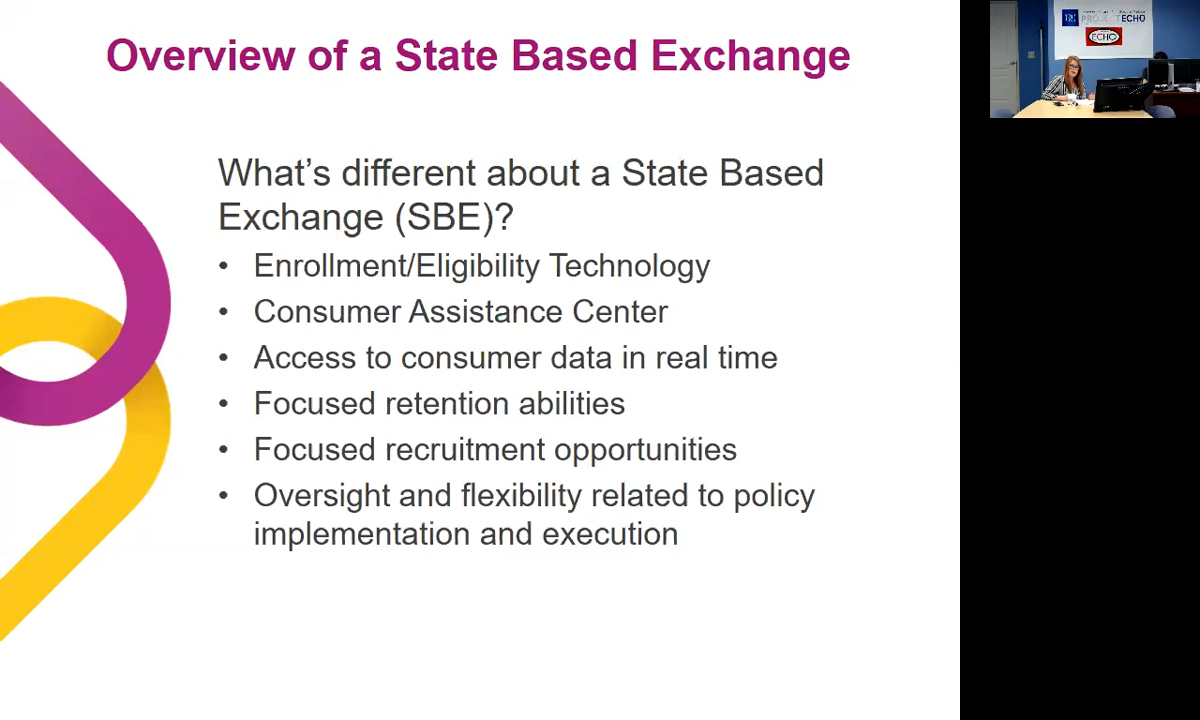 Overview of a State Based Exchange
What’s different about a State Based
Exchange (SBE)?
• Enrollment/Eligibility Technology
• Consumer Assistance Center
• Access to consumer data in real time
• Focused retention abilities
• Focused recruitment opportunities
• Oversight and flexibility related to policy
implementation and execution
PROJECT ECHO
ECHO